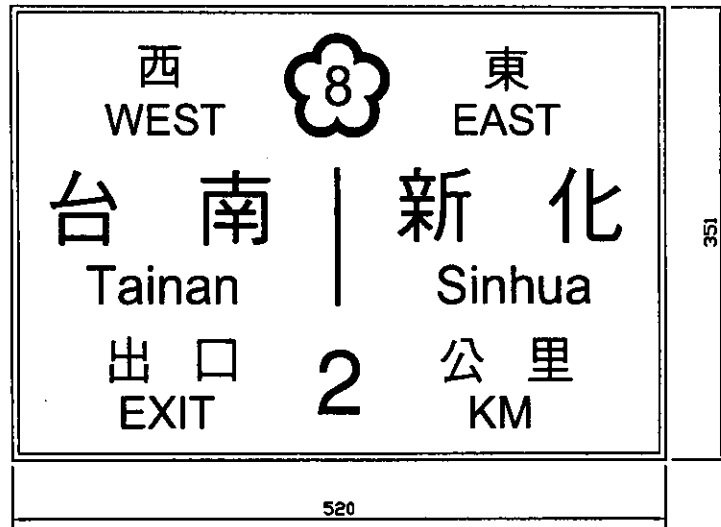 西 8 東
WEST EAST
台 南 新 化
Tainan Sinhua
出 口 2 公 里
EXIT KM
351
520